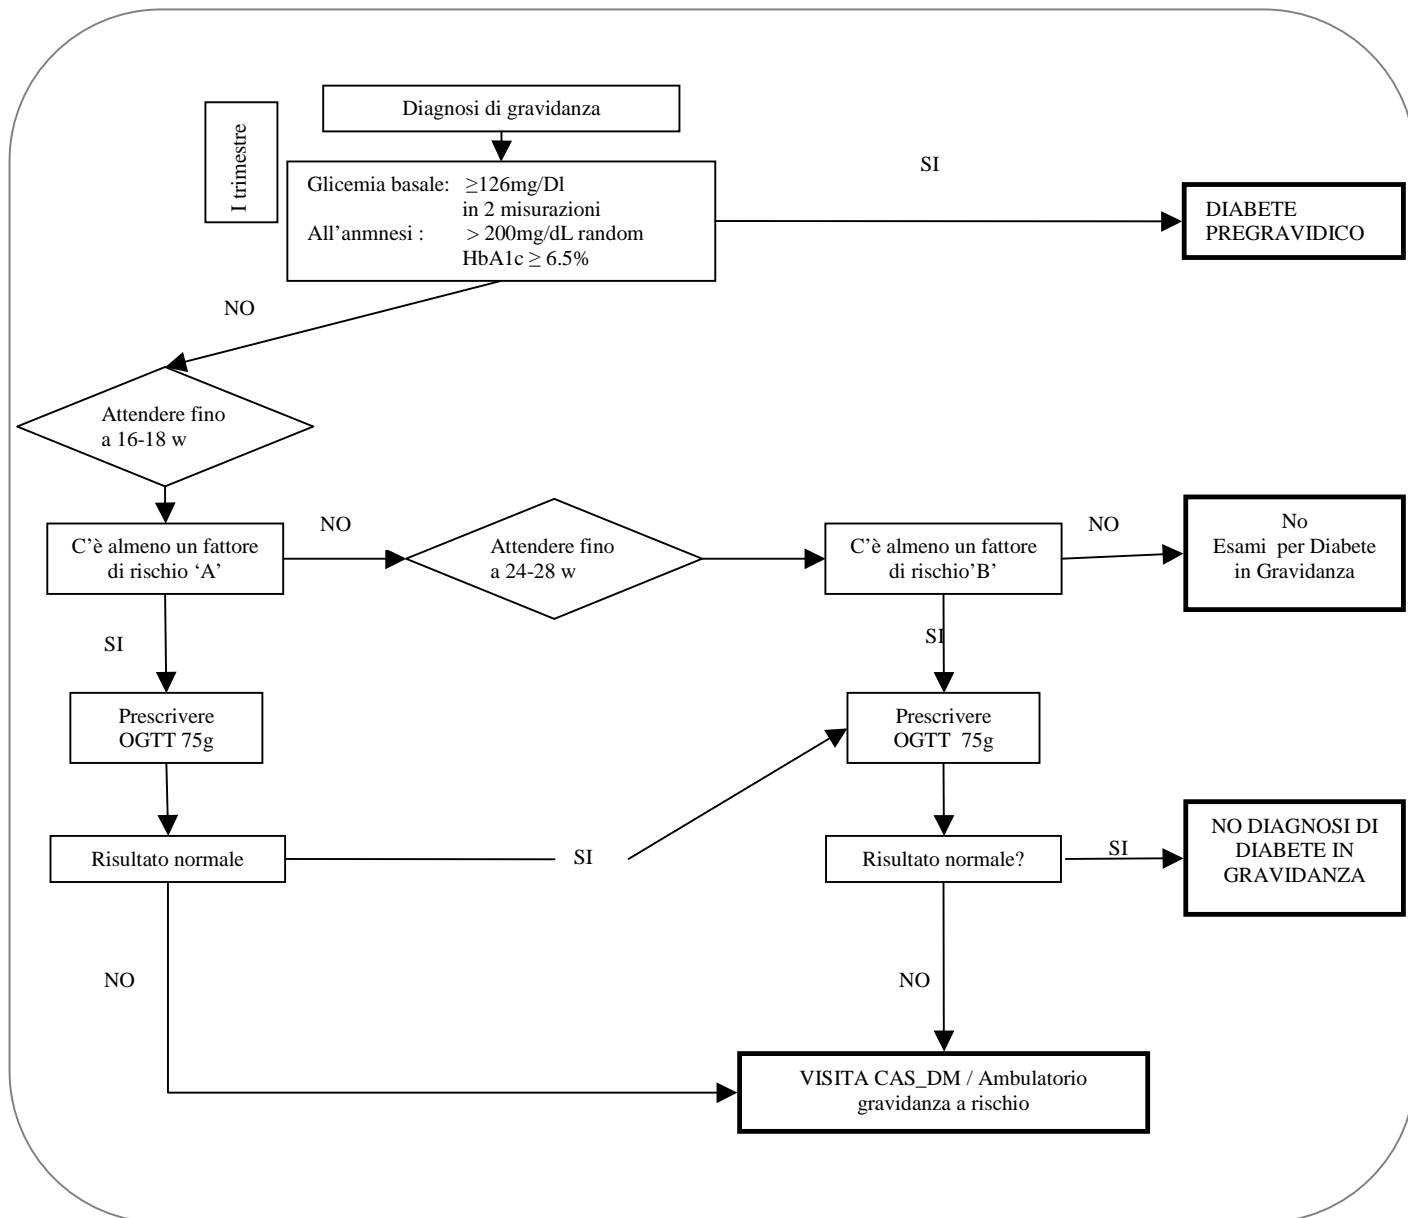 Diagnosi di gravidanza
I trimestre
SI
Glicemia basale: ≥126mg/Dl
in 2 misurazioni
All'anmnesi : > 200mg/dL random
HbA1c ≥ 6.5%
DIABETE
PREGRAVIDICO
NO
Attendere fino
a 16-18 w
C'è almeno un fattore
di rischio 'A'
NO
Attendere fino
a 24-28 w
C'è almeno un fattore
di rischio'B'
NO
No
Esami per Diabete
in Gravidanza
SI
SI
Prescrivere
OGTT 75g
Prescrivere
OGTT 75g
Risultato normale
SI
Risultato normale?
SI
NO DIAGNOSI DI
DIABETE IN
GRAVIDANZA
NO
NO
VISITA CAS_DM / Ambulatorio
gravidanza a rischio